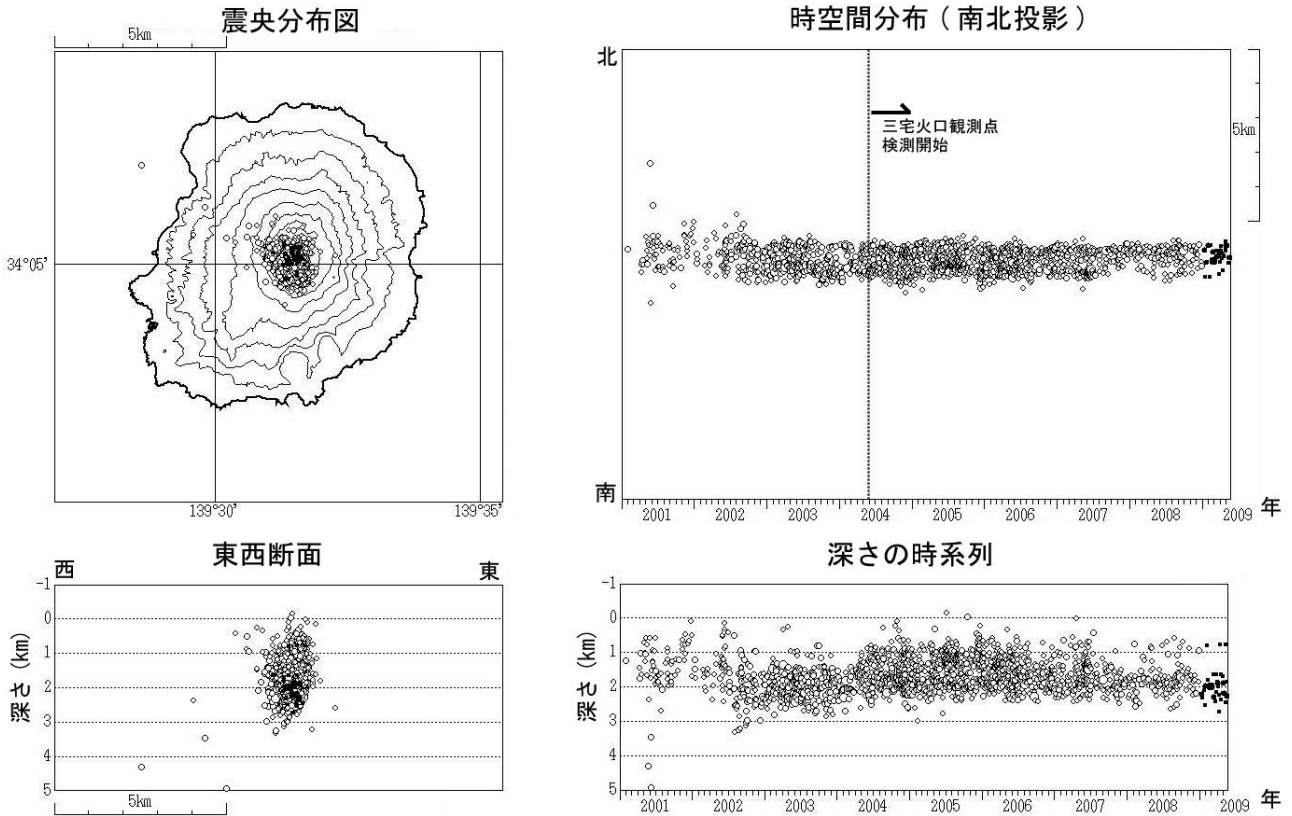 震央分布図
5km
34°05′
139°30′
139°35′
時空間分布(南北投影)
北
三宅火口観測点
検測開始
5km
南
2001 2002 2003 2004 2005 2006 2007 2008 2009 年
東西断面
西
東
-1
0
1
2
3
4
5
深さ(km)
5km
深さの時系列
-1
0
1
2
3
4
5
深さ(km)
2001 2002 2003 2004 2005 2006 2007 2008 2009 年